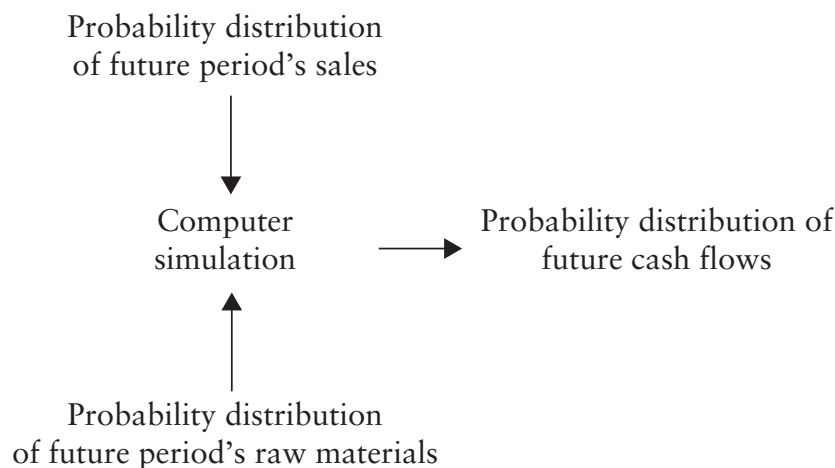 Probability distribution
of future period's sales
Computer
simulation
Probability distribution of
future cash flows
Probability distribution
of future period's raw materials